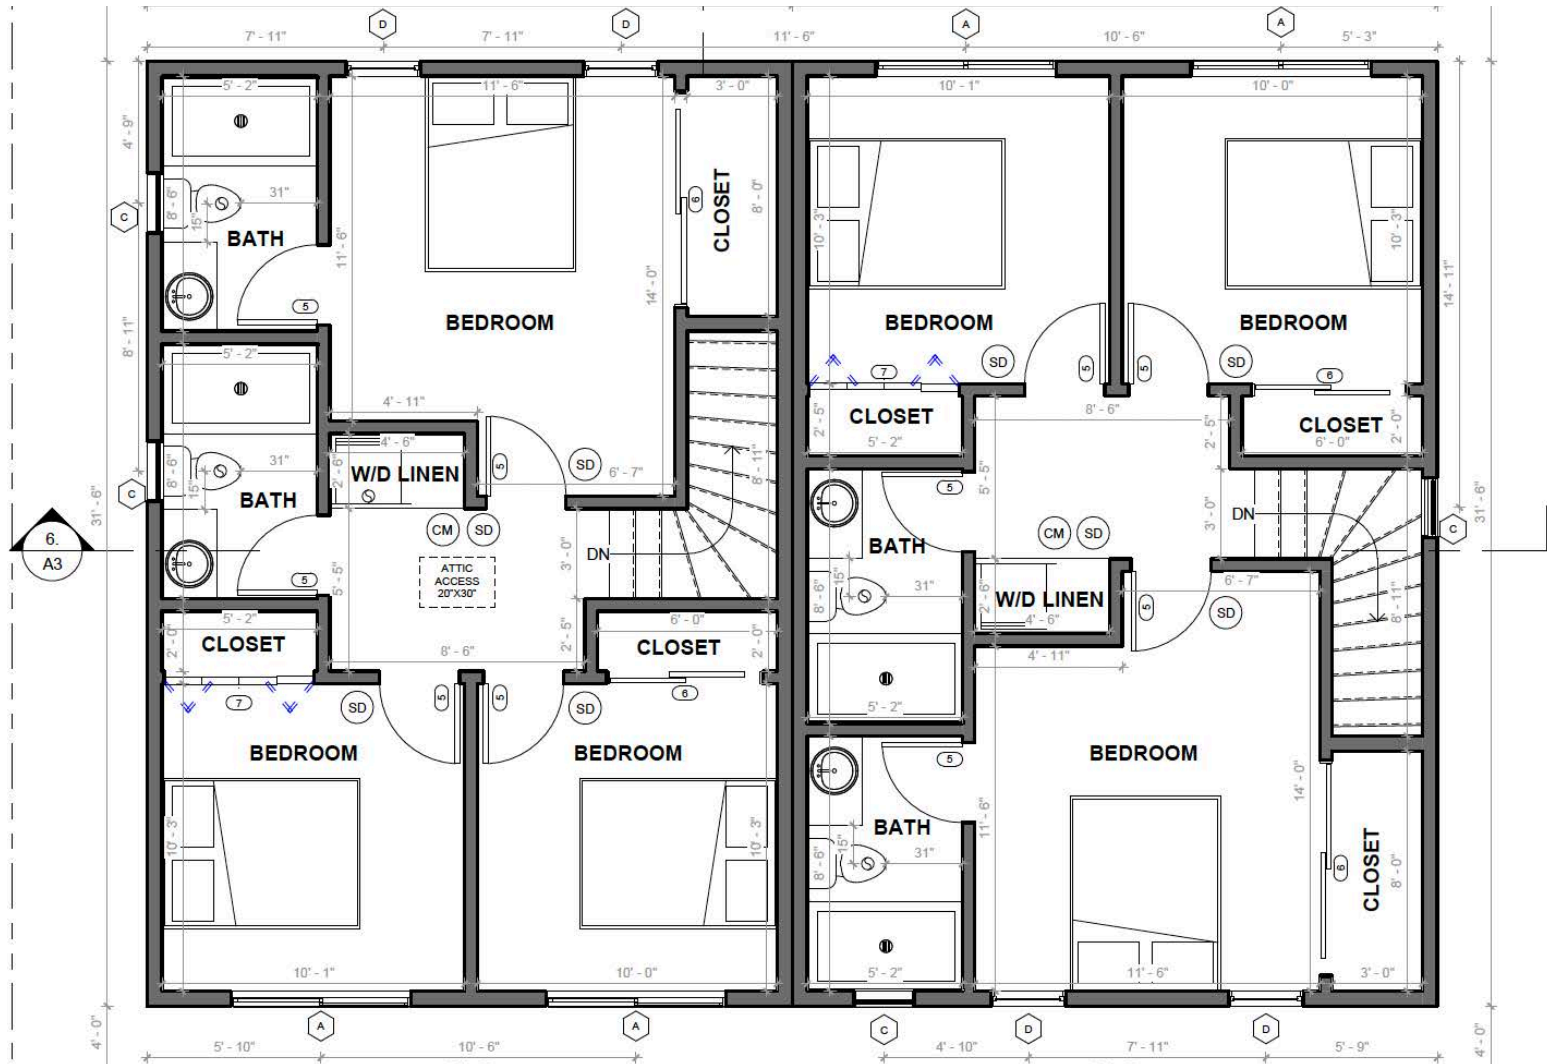 D
D
A
A
7' - 11"
7' - 11"
11' - 6"
10' - 6"
5' - 3"
5' - 2"
11' - 6"
3' - 0"
10' - 1"
10' - 0"
4' - 9"
C
8' - 6"
31"
15"
BATH
11' - 6"
5
BEDROOM
14' - 0"
6
CLOSET
8' - 0"
10' - 3"
BEDROOM
SD
5
10' - 3"
BEDROOM
SD
5
14' - 11"
8' - 11"
5' - 2"
4' - 11"
7
CLOSET
2' - 5"
5' - 2"
8' - 6"
2' - 5"
6
CLOSET
6' - 0"
2' - 0"
C
8' - 6"
31"
15"
BATH
4' - 6"
2' - 6"
W/D LINEN
5
SD
6' - 7"
8' - 11"
5
5' - 5"
3' - 0"
DN
C
31' - 6"
31' - 6"
6.
A3
5
CM
SD
ATTIC
ACCESS
20"X30"
DN
3' - 0"
BATH
15"
31"
8' - 6"
CM
SD
W/D LINEN
2' - 6"
4' - 6"
5
6' - 7"
SD
8' - 11"
5' - 5"
5' - 2"
CLOSET
2' - 0"
8' - 6"
2' - 5"
6' - 0"
CLOSET
2' - 0"
4' - 11"
7
SD
5
5
SD
6
5' - 2"
BEDROOM
BEDROOM
5
BEDROOM
14' - 0"
10' - 3"
10' - 3"
BATH
15"
31"
8' - 6"
11' - 6"
6
CLOSET
8' - 0"
10' - 1"
10' - 0"
5' - 2"
11' - 6"
3' - 0"
A
A
C
D
D
4' - 0"
5' - 10"
10' - 6"
4' - 10"
7' - 11"
5' - 9"
4' - 0"